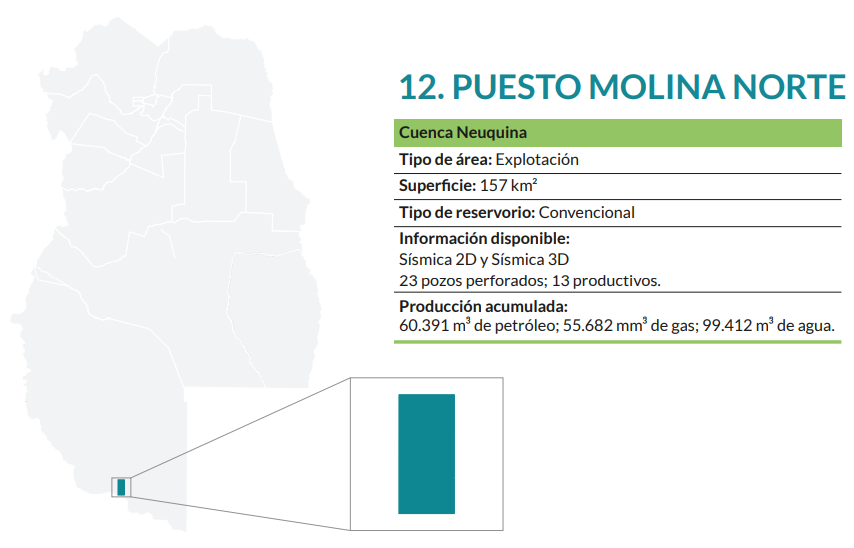 12. PUESTO MOLINA NORTE
Cuenca Neuquina
Tipo de área: Explotación
Superficie: 157 km²
Tipo de reservorio: Convencional
Información disponible:
Sísmica 2D y Sísmica 3D
23 pozos perforados; 13 productivos.
Producción acumulada:
60.391 m³ de petróleo; 55.682 mm³ de gas; 99.412 m³ de agua.